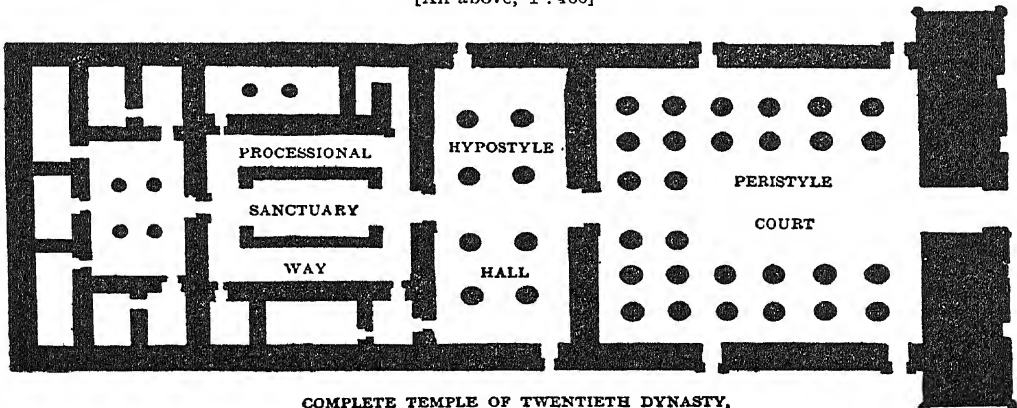 PROCESSIONAL
HYPOSTYLE
PERISTYLE
SANCTUARY
COURT
WAY
HALL
COMPLETE TEMPLE OF TWENTIETH DYNASTY,